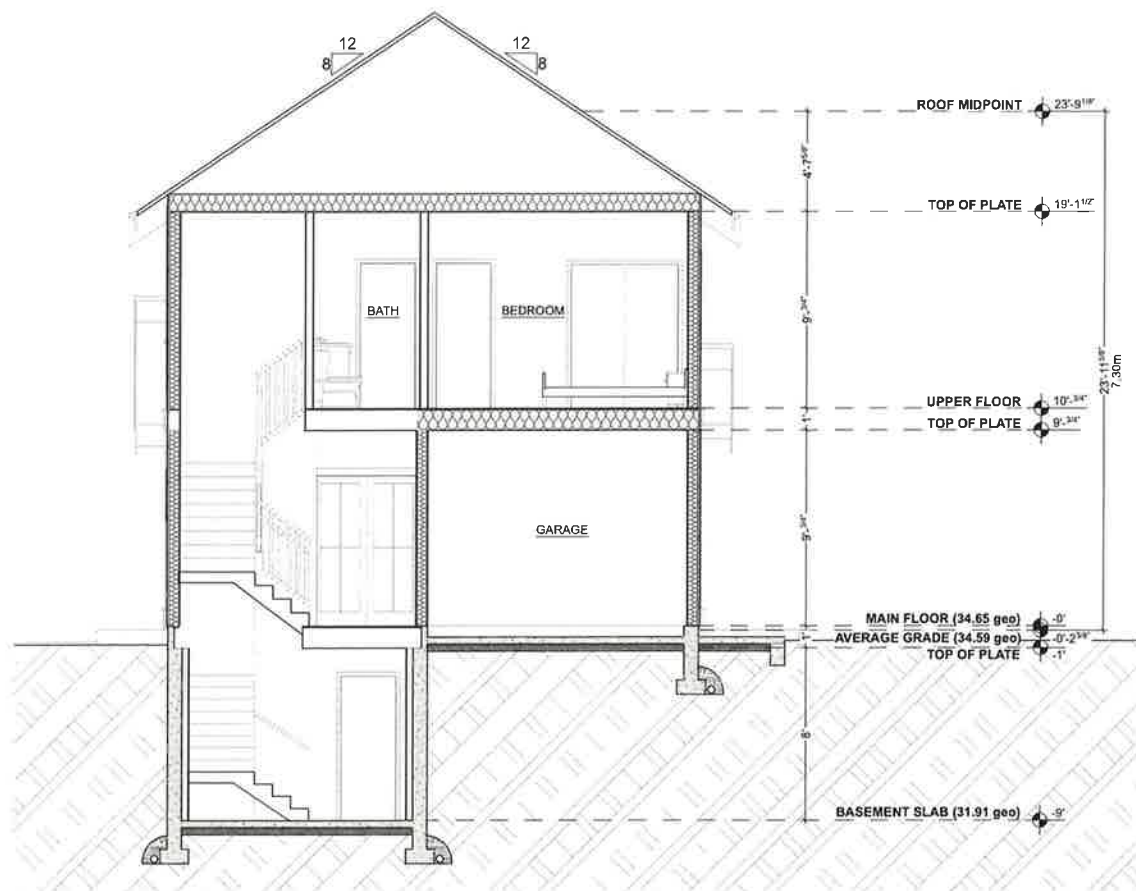 12
8
12
8
ROOF MIDPOINT 23'-9 1/8"
4'-7 5/8"
TOP OF PLATE 19'-1 1/2"
BATH
BEDROOM
9'-3/4"
23'-11 3/8"
7.30m
UPPER FLOOR 10'-3/4"
1'
TOP OF PLATE 9'-3/4"
GARAGE
9'-3/4"
MAIN FLOOR (34.65 geo) -0'
AVERAGE GRADE (34.59 geo) -0'-2 3/8"
1'
TOP OF PLATE -1'
8'
BASEMENT SLAB (31.91 geo) -9'